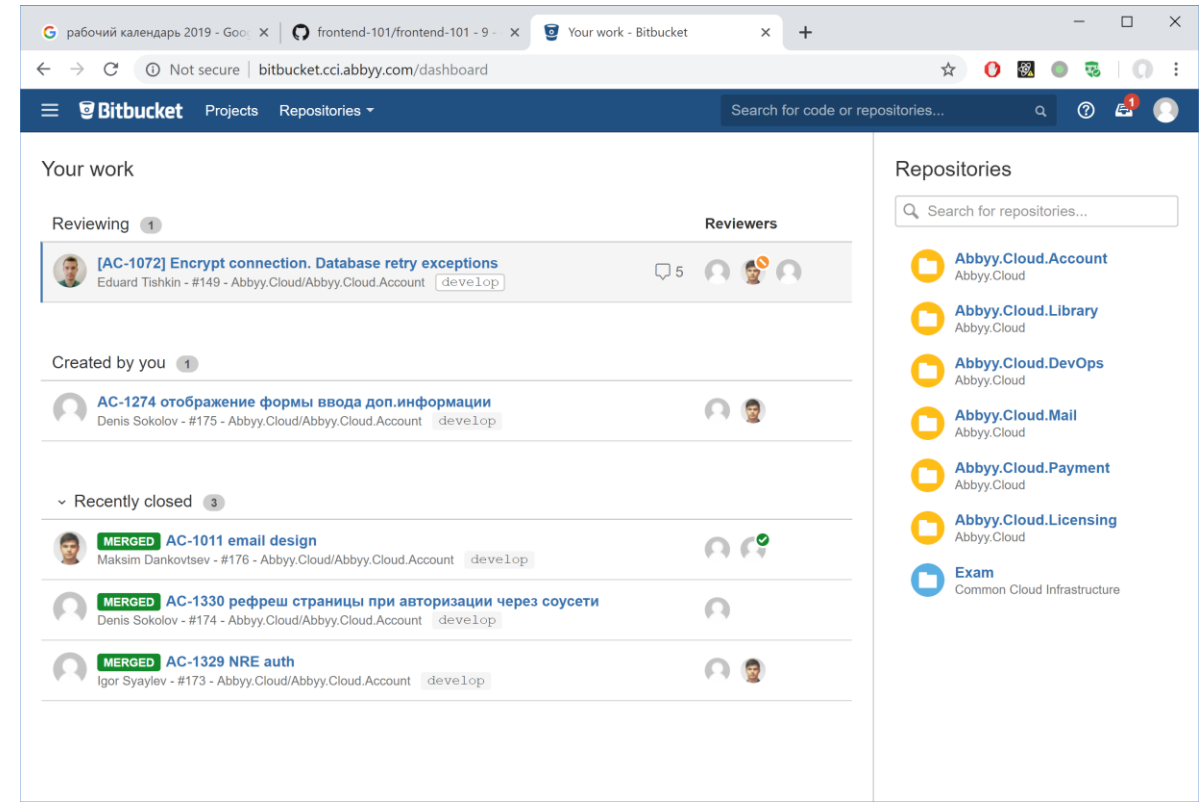 рабочий календарь 2019 - Goo
frontend-101/frontend-101 - 9 -
Your work - Bitbucket
Not secure | bitbucket.cci.abbyy.com/dashboard
Bitbucket Projects Repositories
Search for code or repositories...
1
Your work
Reviewing 1 Reviewers
[AC-1072] Encrypt connection. Database retry exceptions
Eduard Tishkin - #149 - Abbyy.Cloud/Abbyy.Cloud.Account develop
5
Created by you 1
AC-1274 отображение формы ввода доп.информации
Denis Sokolov - #175 - Abbyy.Cloud/Abbyy.Cloud.Account develop
Recently closed 3
MERGED AC-1011 email design
Maksim Dankovtsev - #176 - Abbyy.Cloud/Abbyy.Cloud.Account develop
MERGED AC-1330 рефреш страницы при авторизации через соусети
Denis Sokolov - #174 - Abbyy.Cloud/Abbyy.Cloud.Account develop
MERGED AC-1329 NRE auth
Igor Syaylev - #173 - Abbyy.Cloud/Abbyy.Cloud.Account develop
Repositories
Search for repositories...
Abbyy.Cloud.Account
Abbyy.Cloud
Abbyy.Cloud.Library
Abbyy.Cloud
Abbyy.Cloud.DevOps
Abbyy.Cloud
Abbyy.Cloud.Mail
Abbyy.Cloud
Abbyy.Cloud.Payment
Abbyy.Cloud
Abbyy.Cloud.Licensing
Abbyy.Cloud
Exam
Common Cloud Infrastructure